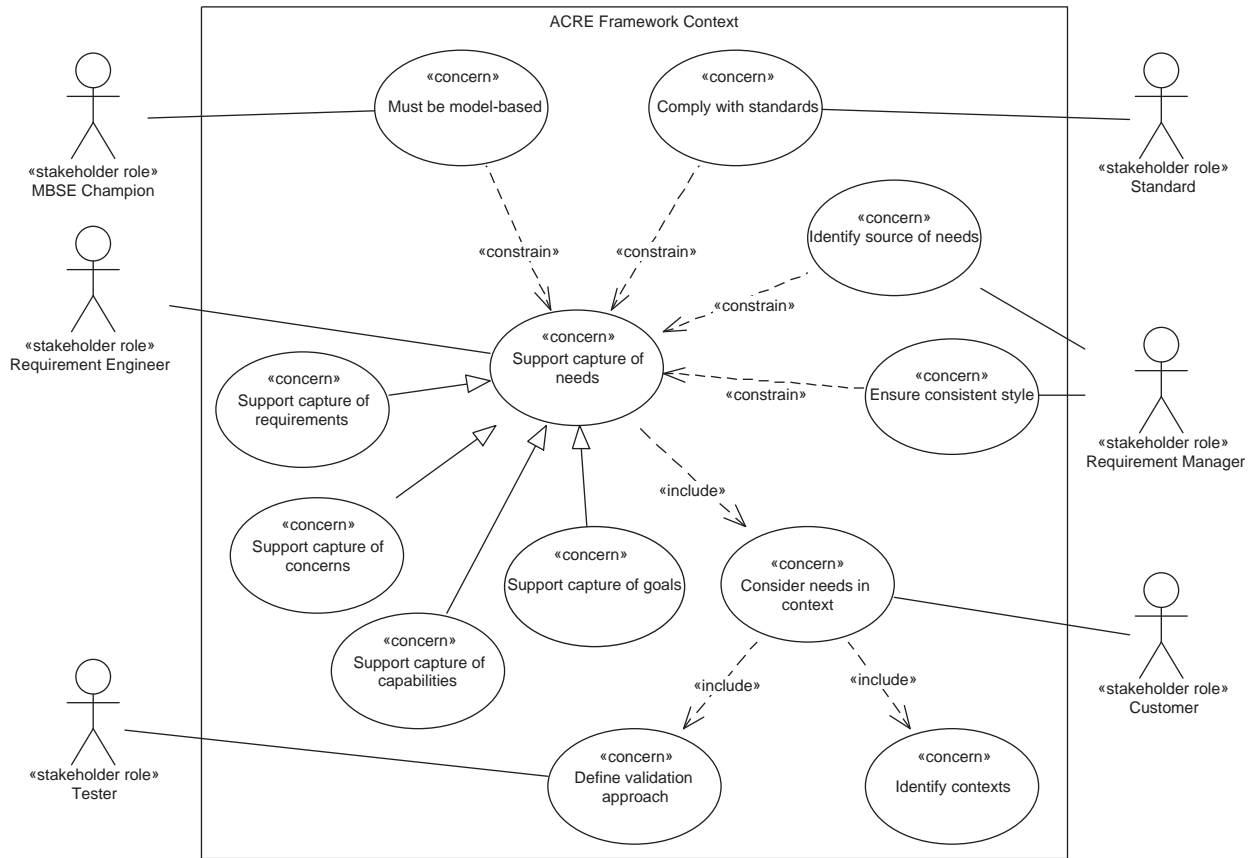 ACRE Framework Context
«concern»
Must be model-based
«concern»
Comply with standards
«stakeholder role»
MBSE Champion
«stakeholder role»
Standard
«concern»
Identify source of needs
«constrain»
«constrain»
«constrain»
«stakeholder role»
Requirement Engineer
«concern»
Support capture of
needs
«concern»
Support capture of
requirements
«constrain»
«concern»
Ensure consistent style
«stakeholder role»
Requirement Manager
«include»
«concern»
Support capture of
concerns
«concern»
Support capture of goals
«concern»
Consider needs in
context
«concern»
Support capture of
capabilities
«include»
«include»
«stakeholder role»
Customer
«stakeholder role»
Tester
«concern»
Define validation
approach
«concern»
Identify contexts